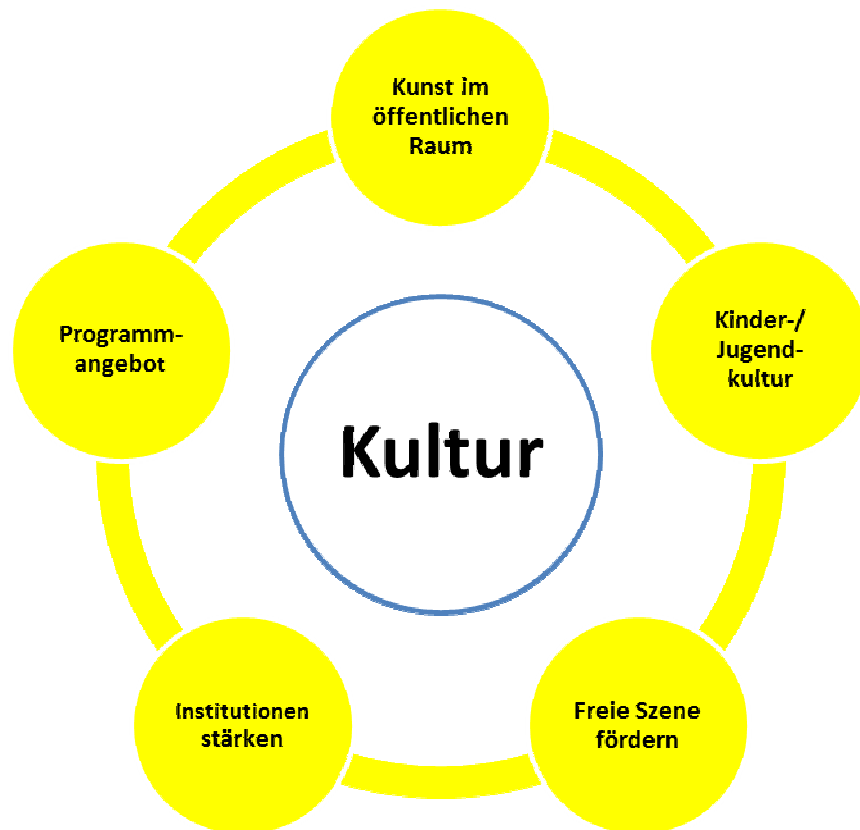 Kunst im
öffentlichen
Raum
Programm-
angebot
Kinder-/
Jugend-
kultur
Kultur
Institutionen
stärken
Freie Szene
fördern